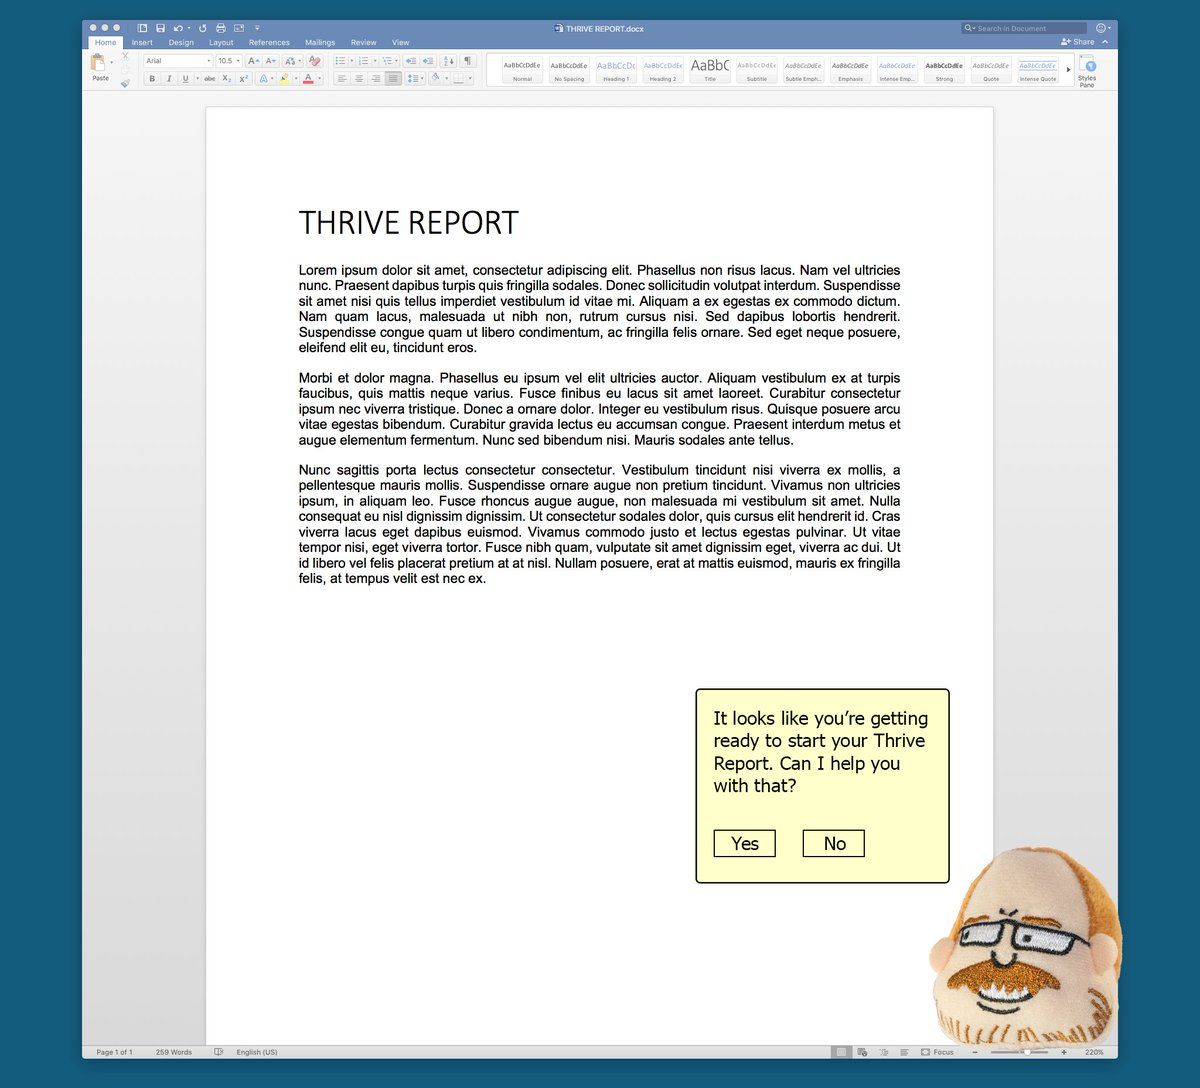 THRIVE REPORT.docx
Search in Document
Home Insert Design Layout References Mailings Review View
Share
Paste
Arial 10.5
AaBbCcDdEe AaBbCcDdEe AaBbCcDc AaBbCcDdEe AaBbC AaBbCcDdEe AaBbCcDdEe AaBbCcDdEe AaBbCcDdEe AaBbCcDdEe AaBbCcDdEe AaBbCcDdEe
Normal No Spacing Heading 1 Heading 2 Title Subtitle Subtle Emph... Emphasis Intense Emp... Strong Quote Intense Quote
Styles
Pane
THRIVE REPORT
Lorem ipsum dolor sit amet, consectetur adipiscing elit. Phasellus non risus lacus. Nam vel ultricies
nunc. Praesent dapibus turpis quis fringilla sodales. Donec sollicitudin volutpat interdum. Suspendisse
sit amet nisi quis tellus imperdiet vestibulum id vitae mi. Aliquam a ex egestas ex commodo dictum.
Nam quam lacus, malesuada ut nibh non, rutrum cursus nisi. Sed dapibus lobortis hendrerit.
Suspendisse congue quam ut libero condimentum, ac fringilla felis ornare. Sed eget neque posuere,
eleifend elit eu, tincidunt eros.
Morbi et dolor magna. Phasellus eu ipsum vel elit ultricies auctor. Aliquam vestibulum ex at turpis
faucibus, quis mattis neque varius. Fusce finibus eu lacus sit amet laoreet. Curabitur consectetur
ipsum nec viverra tristique. Donec a ornare dolor. Integer eu vestibulum risus. Quisque posuere arcu
vitae egestas bibendum. Curabitur gravida lectus eu accumsan congue. Praesent interdum metus et
augue elementum fermentum. Nunc sed bibendum nisi. Mauris sodales ante tellus.
Nunc sagittis porta lectus consectetur consectetur. Vestibulum tincidunt nisi viverra ex mollis, a
pellentesque mauris mollis. Suspendisse ornare augue non pretium tincidunt. Vivamus non ultricies
ipsum, in aliquam leo. Fusce rhoncus augue augue, non malesuada mi vestibulum sit amet. Nulla
consequat eu nisl dignissim dignissim. Ut consectetur sodales dolor, quis cursus elit hendrerit id. Cras
viverra lacus eget dapibus euismod. Vivamus commodo justo et lectus egestas pulvinar. Ut vitae
tempor nisi, eget viverra tortor. Fusce nibh quam, vulputate sit amet dignissim eget, viverra ac dui. Ut
id libero vel felis placerat pretium at at nisl. Nullam posuere, erat at mattis euismod, mauris ex fringilla
felis, at tempus velit est nec ex.
It looks like you’re getting
ready to start your Thrive
Report. Can I help you
with that?
Yes No
Page 1 of 1 259 Words English (US) Focus 220%